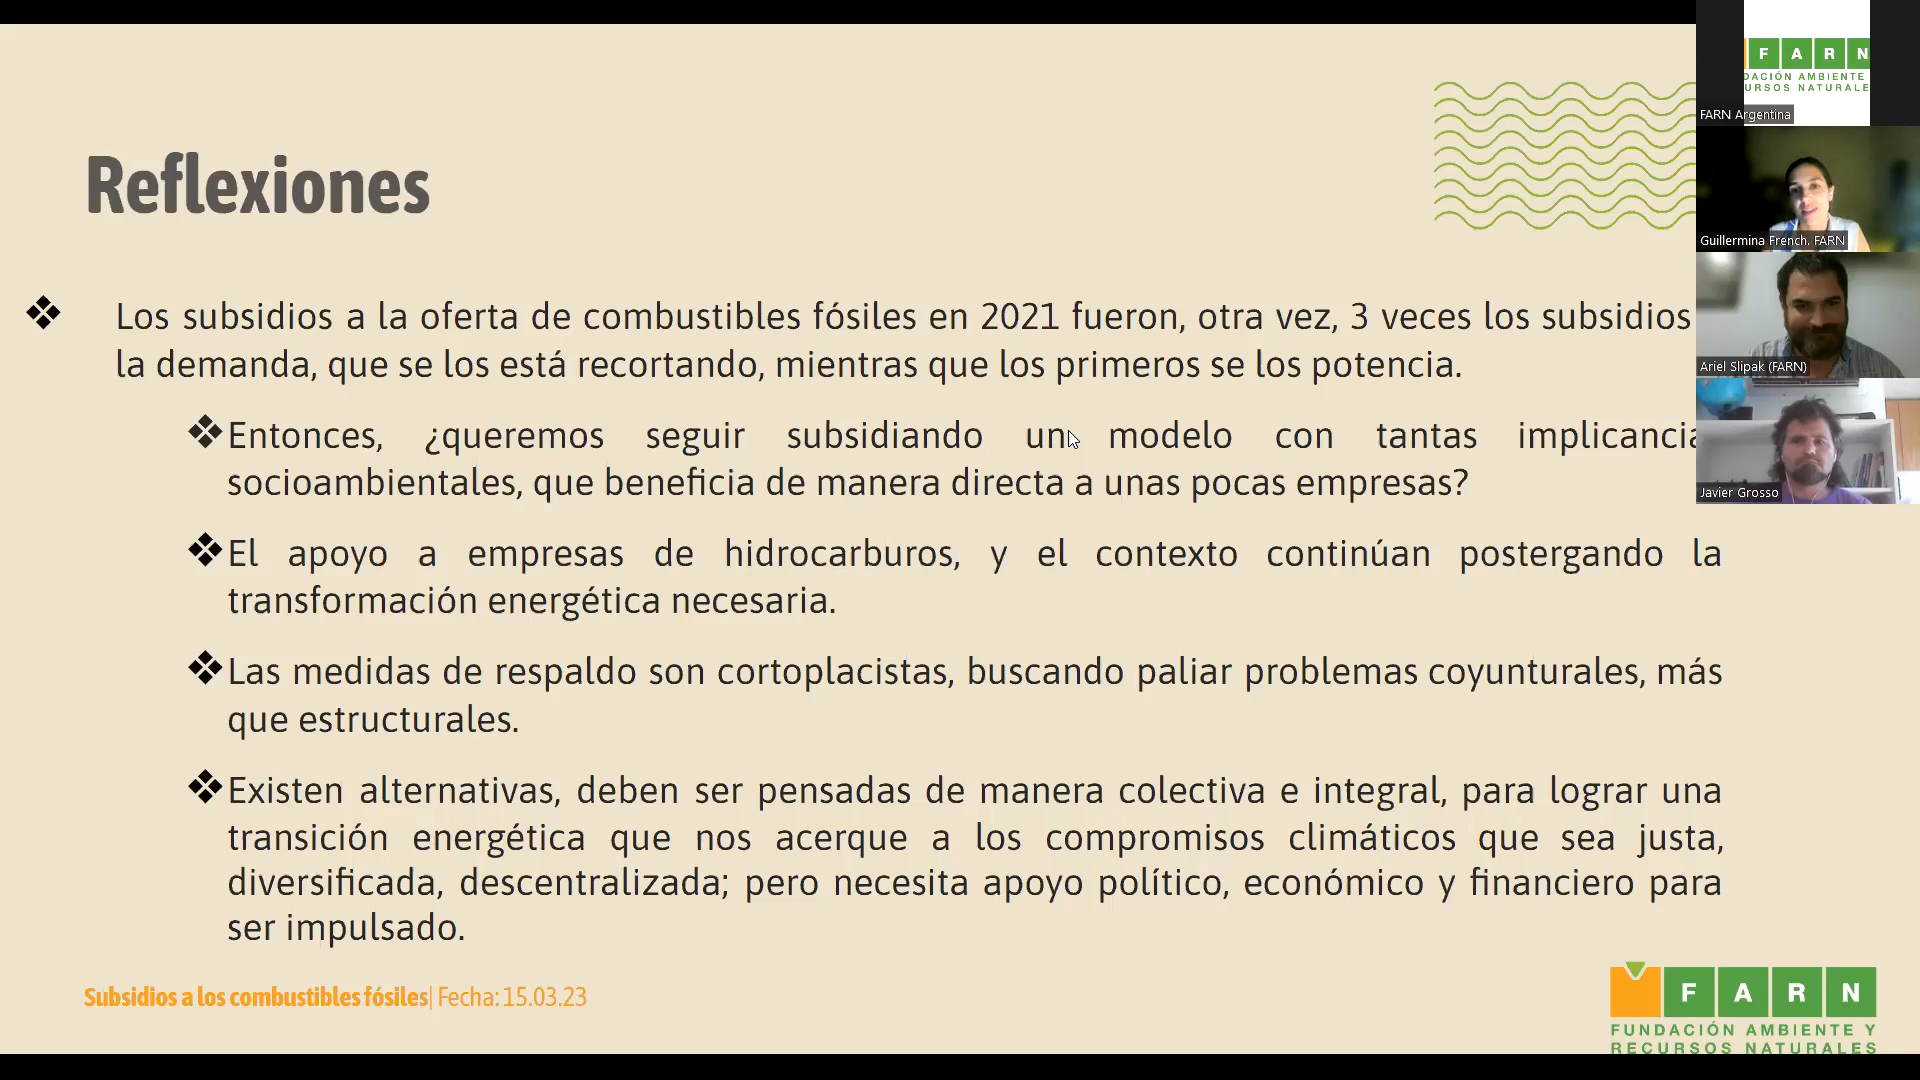 Reflexiones
Los subsidios a la oferta de combustibles fósiles en 2021 fueron, otra vez, 3 veces los subsidios
la demanda, que se los está recortando, mientras que los primeros se los potencia.
Entonces, ¿queremos seguir subsidiando un modelo con tantas
socioambientales, que beneficia de manera directa a unas pocas empresas?
El apoyo a empresas de hidrocarburos, y el contexto continúan postergando la
transformación energética necesaria.
Las medidas de respaldo son cortoplacistas, buscando paliar problemas coyunturales, más
que estructurales.
Existen alternativas, deben ser pensadas de manera colectiva e integral, para lograr una
transición energética que nos acerque a los compromisos climáticos que sea justa,
diversificada, descentralizada; pero necesita apoyo político, económico y financiero para
ser impulsado.
Subsidios a los combustibles fósiles| Fecha: 15.03.23
FARN
FUNDACIÓN AMBIENTE Y
RECURSOS NATURALES
FARN
AMBIENTE
FARN Argentina
Guillermina French. FARN
Ariel Slipak (FARN)
Javier Grosso